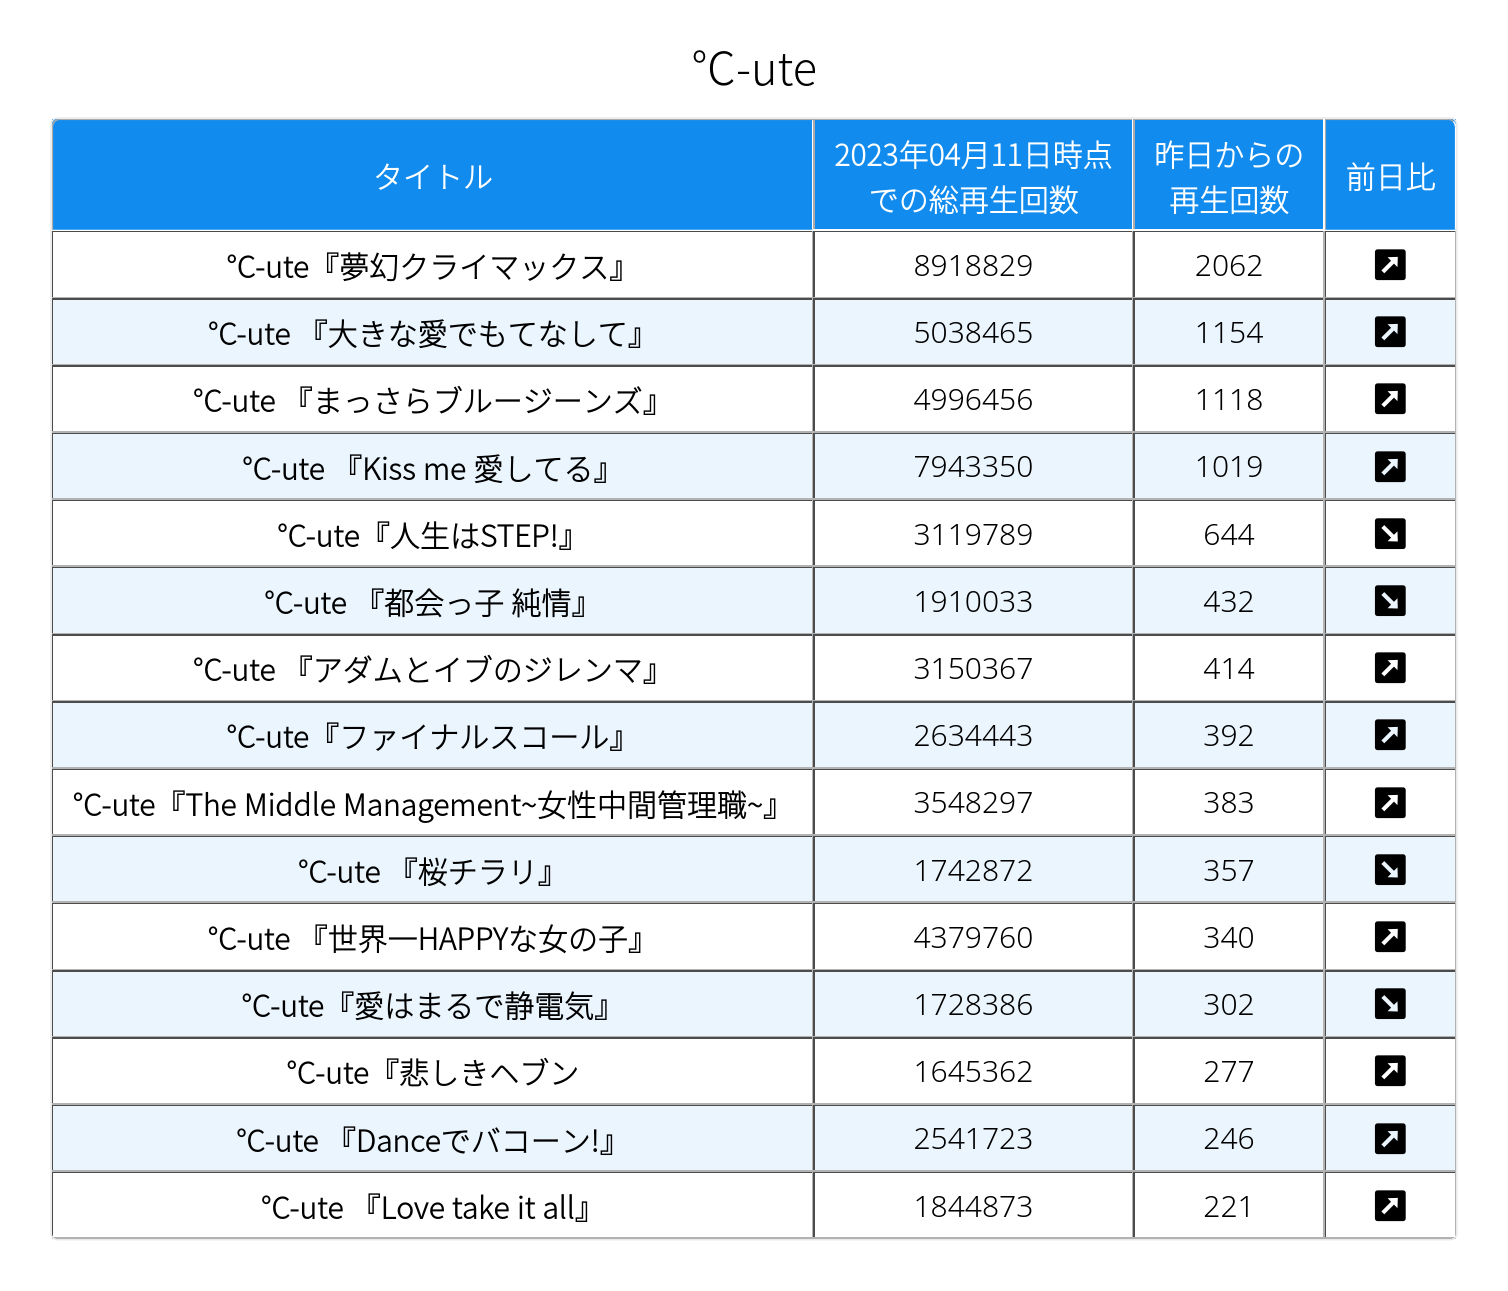 ℃-ute
タイトル
2023年04月11日時点
での総再生回数
昨日からの
再生回数
前日比
℃-ute『夢幻クライマックス』 8918829 2062 ↗
℃-ute 『大きな愛でもてなして』 5038465 1154 ↗
℃-ute 『まっさらブルージーンズ』 4996456 1118 ↗
℃-ute 『Kiss me 愛してる』 7943350 1019 ↗
℃-ute『人生はSTEP!』 3119789 644 ↘
℃-ute 『都会っ子 純情』 1910033 432 ↘
℃-ute 『アダムとイブのジレンマ』 3150367 414 ↗
℃-ute『ファイナルスコール』 2634443 392 ↗
℃-ute『The Middle Management~女性中間管理職~』 3548297 383 ↗
℃-ute 『桜チラリ』 1742872 357 ↘
℃-ute 『世界一HAPPYな女の子』 4379760 340 ↗
℃-ute『愛はまるで静電気』 1728386 302 ↘
℃-ute『悲しきヘブン 1645362 277 ↗
℃-ute 『Danceでバコーン!』 2541723 246 ↗
℃-ute 『Love take it all』 1844873 221 ↗